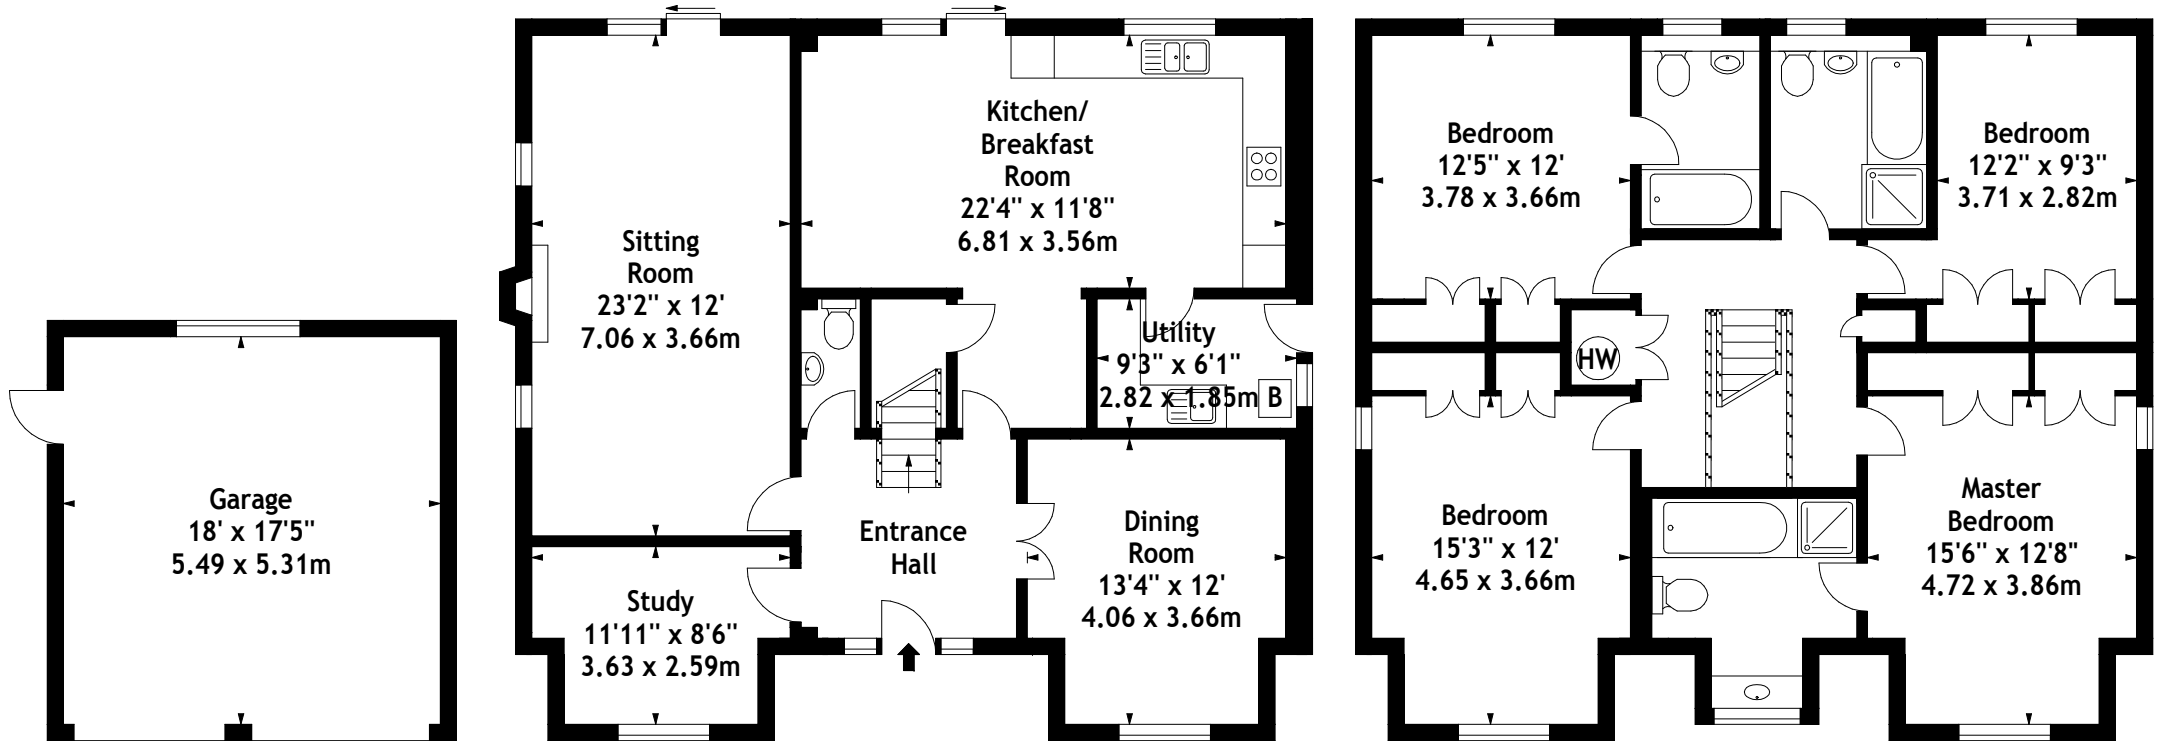 Garage
18' x 17'5"
5.49 x 5.31m
Sitting
Room
23'2" x 12'
7.06 x 3.66m
Kitchen/
Breakfast
Room
22'4" x 11'8"
6.81 x 3.56m
Utility
9'3" x 6'1"
2.82 x 1.85m
B
Study
11'11" x 8'6"
3.63 x 2.59m
Entrance
Hall
Dining
Room
13'4" x 12'
4.06 x 3.66m
Bedroom
12'5" x 12'
3.78 x 3.66m
Bedroom
12'2" x 9'3"
3.71 x 2.82m
HW
Bedroom
15'3" x 12'
4.65 x 3.66m
Master
Bedroom
15'6" x 12'8"
4.72 x 3.86m